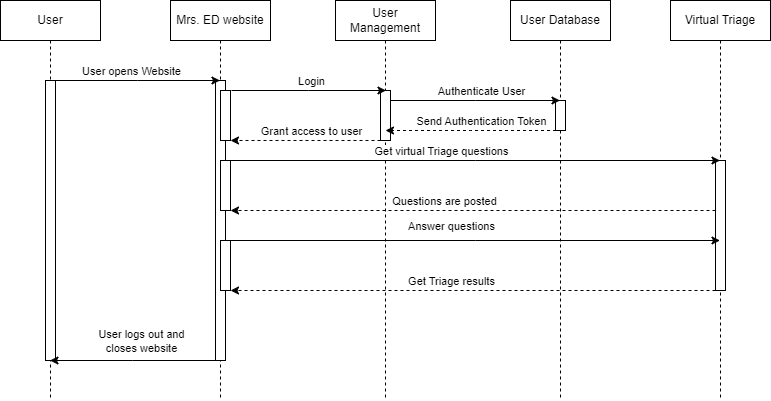 User
Mrs. ED website
User
Management
User Database
Virtual Triage
User opens Website
Login
Authenticate User
Send Authentication Token
Grant access to user
Get virtual Triage questions
Questions are posted
Answer questions
Get Triage results
User logs out and
closes website